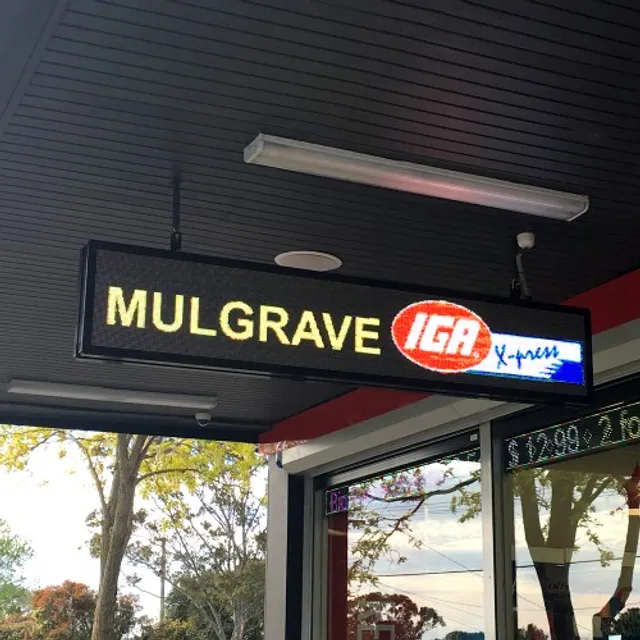 MULGRAVE IGA X-press
$12.99 2 fo